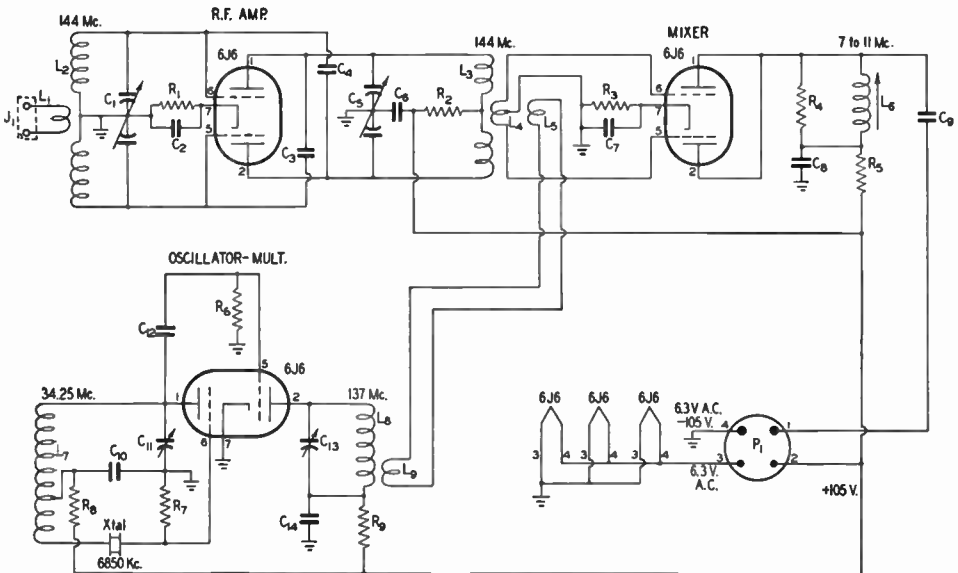 R.F. AMP.
144 Mc.
6J6
144 Mc.
MIXER
6J6
7 to 11 Mc.
L2
C4
L3
L1
J1
C1
R1
C2
6
7
5
1
2
C3
C5
C6
R2
L4
L5
R3
C7
6
7
5
1
2
R4
L6
C8
R5
C9
OSCILLATOR-MULT.
R6
C12
5
6J6
34.25 Mc.
1
2
137 Mc.
L7
C11
6
7
C13
L8
L9
C10
R8
R7
C14
R9
Xtal
6850 Kc.
6J6
6J6
6J6
3
4
3
4
3
4
6.3 V. A.C.
-105 V.
4
1
P1
3
2
6.3 V.
A.C.
+105 V.